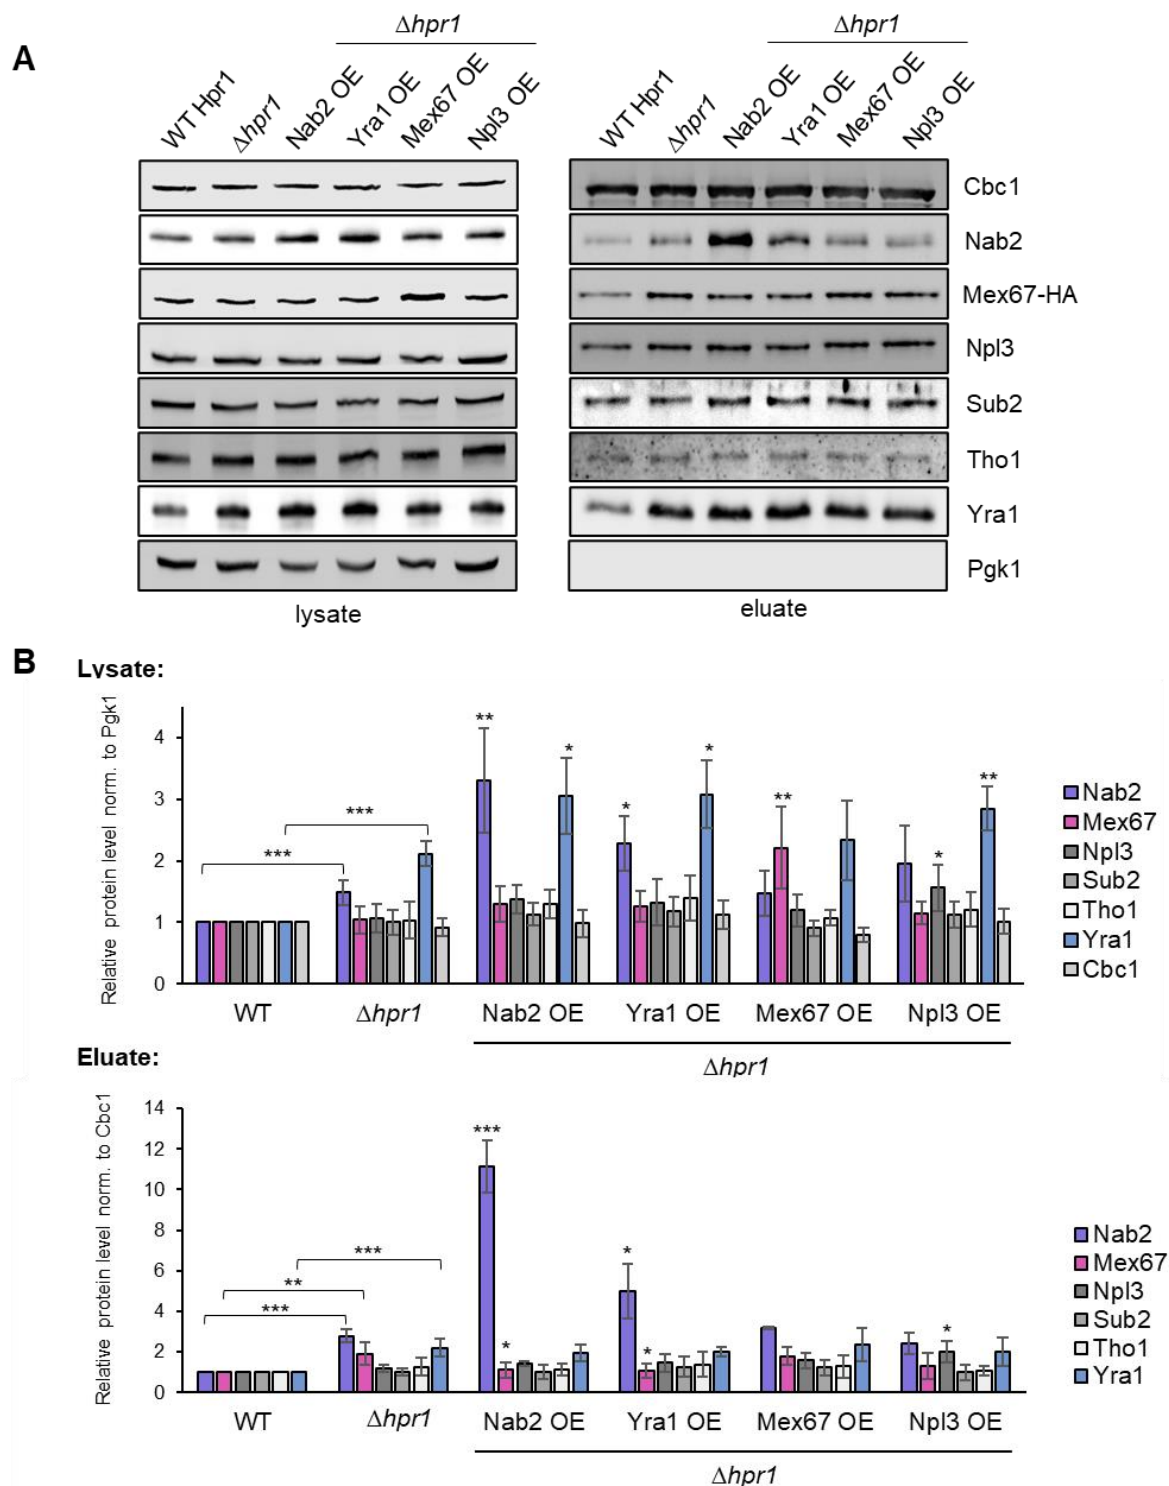 A
Δhpr1
Δhpr1
WT Hpr1
Δhpr1
Nab2 OE
Yra1 OE
Mex67 OE
Npl3 OE
WT Hpr1
Δhpr1
Nab2 OE
Yra1 OE
Mex67 OE
Npl3 OE
Cbc1
Nab2
Mex67-HA
Npl3
Sub2
Tho1
Yra1
Pgk1
lysate
eluate
B
Lysate:
Relative protein level norm. to Pgk1
4
3
2
1
0
***
***
**
*
*
*
**
*
**
WT
Δhpr1
Nab2 OE
Yra1 OE
Mex67 OE
Npl3 OE
Δhpr1
Nab2
Mex67
Npl3
Sub2
Tho1
Yra1
Cbc1
Eluate:
Relative protein level norm. to Cbc1
14
12
10
8
6
4
2
0
***
**
***
***
*
*
*
*
WT
Δhpr1
Nab2 OE
Yra1 OE
Mex67 OE
Npl3 OE
Δhpr1
Nab2
Mex67
Npl3
Sub2
Tho1
Yra1